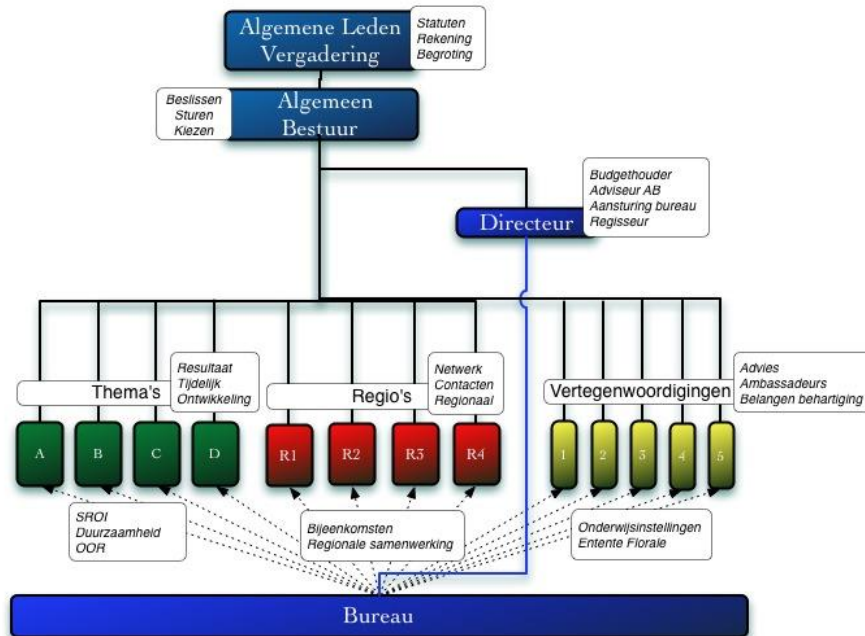 Algemene Leden
Vergadering
Statuten
Rekening
Begroting
Beslissen
Sturen
Kiezen
Algemeen
Bestuur
Budgethouder
Adviseur AB
Aansturing bureau
Regisseur
Directeur
Resultaat
Tijdelijk
Ontwikkeling
Thema's
Netwerk
Contacten
Regionaal
Regio's
Advies
Ambassadeurs
Belangen behartiging
Vertegenwoordigingen
A
B
C
D
R1
R2
R3
R4
1
2
3
4
5
SROI
Duurzaamheid
OOR
Bijeenkomsten
Regionale samenwerking
Onderwijsinstellingen
Entente Florale
Bureau